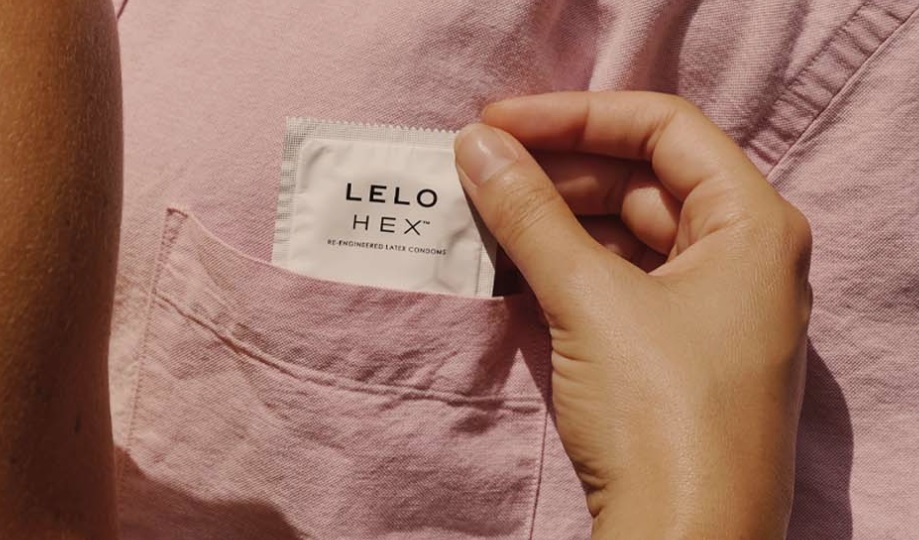 LELO
HEX™
RE-ENGINEERED LATEX CONDOMS